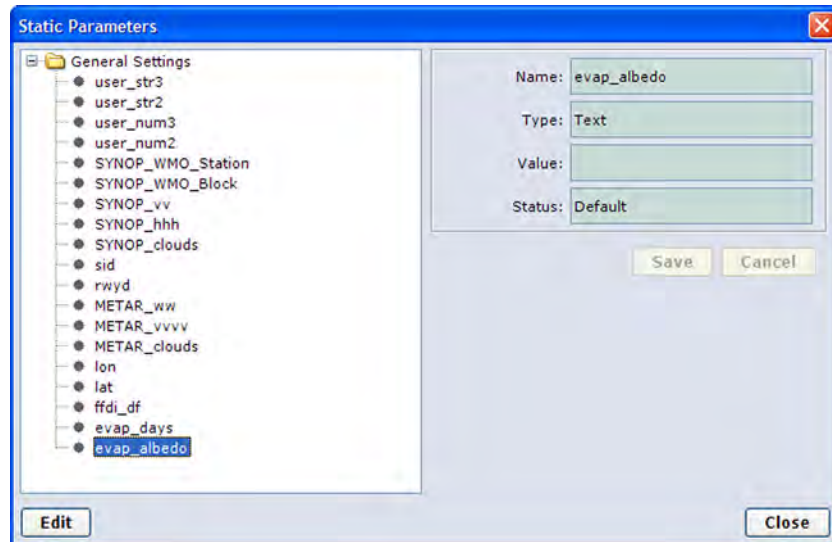 Static Parameters
General Settings
user_str3
user_str2
user_num3
user_num2
SYNOP_WMO_Station
SYNOP_WMO_Block
SYNOP_vv
SYNOP_hhh
SYNOP_clouds
sid
rwyd
METAR_ww
METAR_vvvv
METAR_clouds
lon
lat
ffdi_df
evap_days
evap_albedo
Name: evap_albedo
Type: Text
Value:
Status: Default
Save Cancel
Edit Close